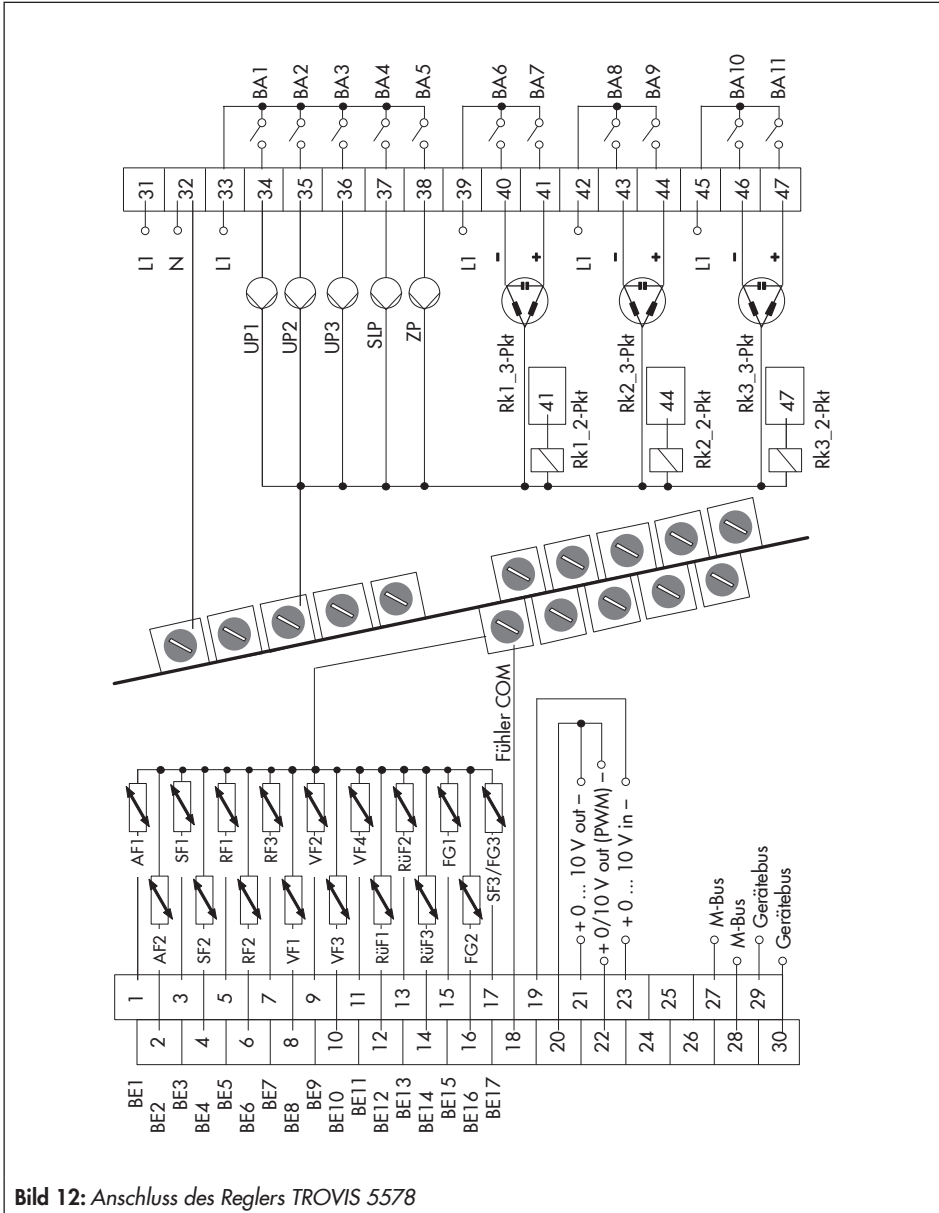 BA1
BA2
BA3
BA4
BA5
BA6
BA7
BA8
BA9
BA10
BA11
31
32
33
34
35
36
37
38
39
40
41
42
43
44
45
46
47
L1
N
L1
L1
–
+
L1
–
+
L1
–
+
UP1
UP2
UP3
SLP
ZP
Rk1_3-Pkt
41
Rk1_2-Pkt
Rk2_3-Pkt
44
Rk2_2-Pkt
Rk3_3-Pkt
47
Rk3_2-Pkt
Fühler COM
AF1
SF1
RF1
RF3
VF2
VF4
RüF2
FG1
SF3/FG3
AF2
SF2
RF2
VF1
VF3
RüF1
RüF3
FG2
+ 0 ... 10 V out –
+ 0/10 V out (PWM) –
+ 0 ... 10 V in –
M-Bus
M-Bus
Gerätebus
Gerätebus
1
3
5
7
9
11
13
15
17
19
21
23
25
27
29
2
4
6
8
10
12
14
16
18
20
22
24
26
28
30
BE1
BE2
BE3
BE4
BE5
BE6
BE7
BE8
BE9
BE10
BE11
BE12
BE13
BE14
BE15
BE16
BE17
Bild 12: Anschluss des Reglers TROVIS 5578